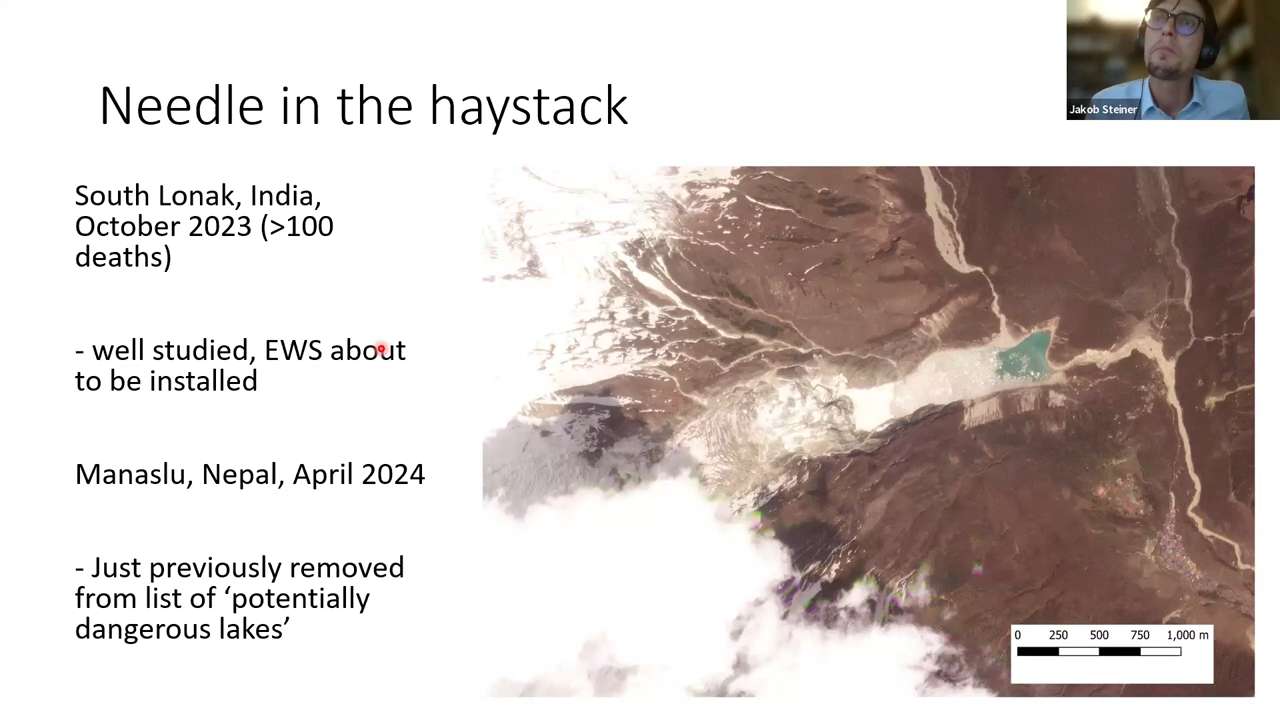 Jakob Steiner
Needle in the haystack
South Lonak, India,
October 2023 (>100
deaths)
- well studied, EWS about
to be installed
Manaslu, Nepal, April 2024
- Just previously removed
from list of ‘potentially
dangerous lakes’
0 250 500 750 1,000 m